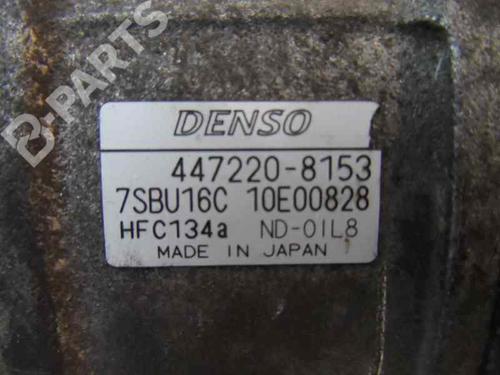 B-PARTS
DENSO
447220-8153
7SBU16C 10E00828
HFC134a ND-OIL8
MADE IN JAPAN